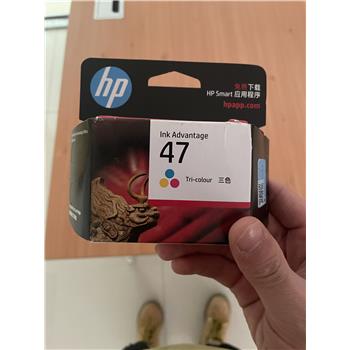 hp
免费下载
HP Smart 应用程序
hpapp.com
Ink Advantage
47
Tri-colour 三色